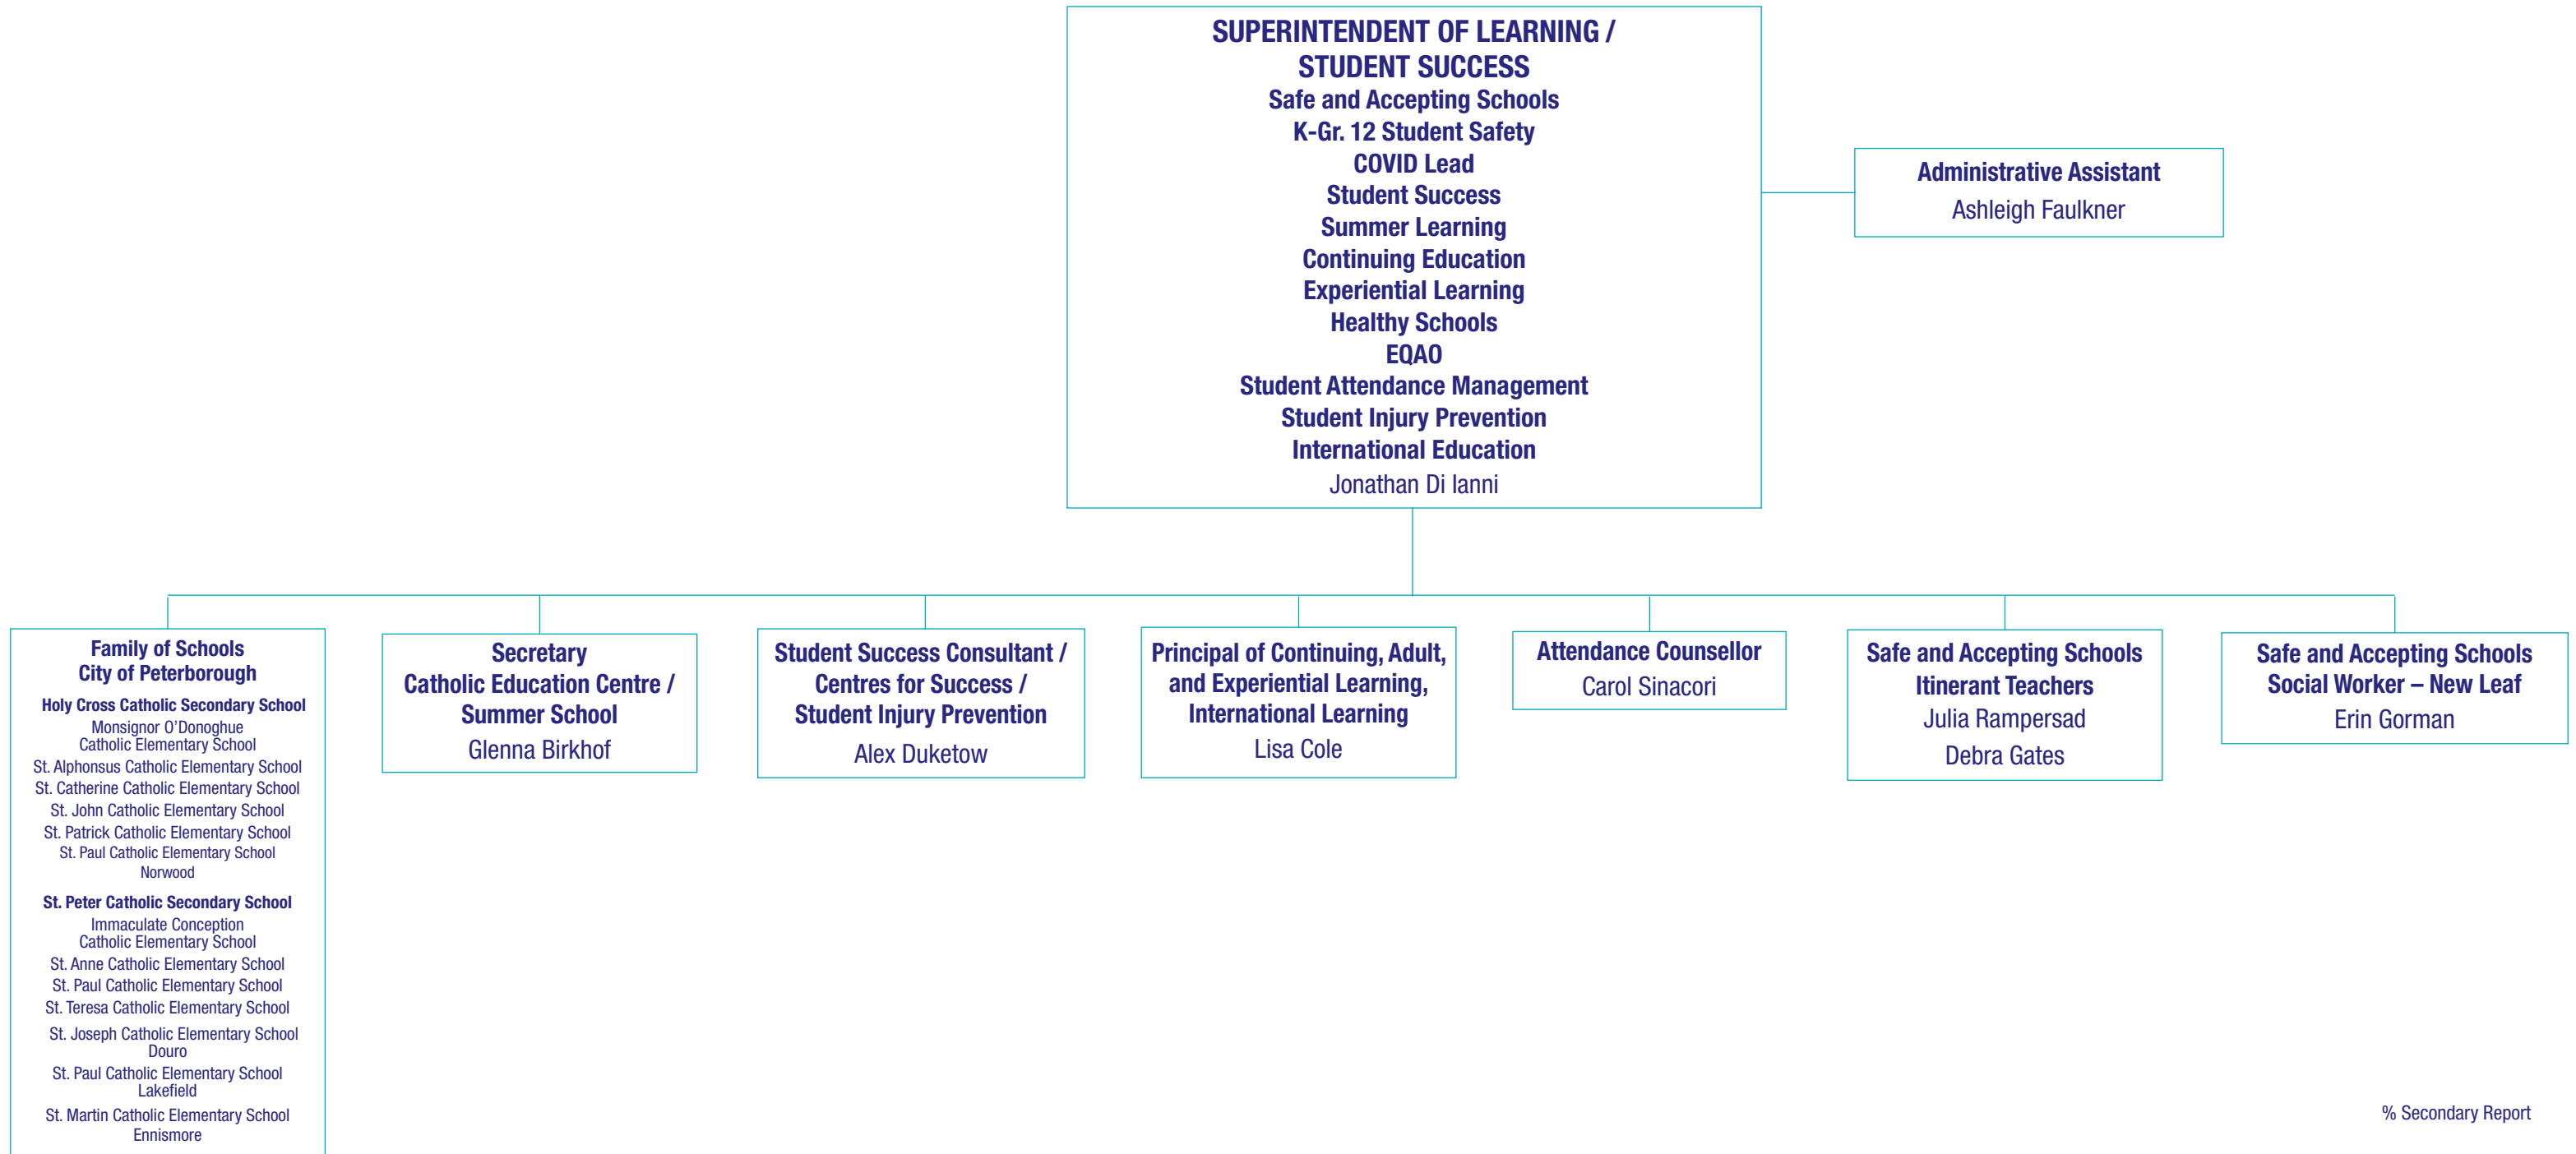 SUPERINTENDENT OF LEARNING /
STUDENT SUCCESS
Safe and Accepting Schools
K-Gr. 12 Student Safety
COVID Lead
Student Success
Summer Learning
Continuing Education
Experiential Learning
Healthy Schools
EQAO
Student Attendance Management
Student Injury Prevention
International Education
Jonathan Di Ianni
Administrative Assistant
Ashleigh Faulkner
Family of Schools
City of Peterborough
Holy Cross Catholic Secondary School
Monsignor O’Donoghue
Catholic Elementary School
St. Alphonsus Catholic Elementary School
St. Catherine Catholic Elementary School
St. John Catholic Elementary School
St. Patrick Catholic Elementary School
St. Paul Catholic Elementary School
Norwood
St. Peter Catholic Secondary School
Immaculate Conception
Catholic Elementary School
St. Anne Catholic Elementary School
St. Paul Catholic Elementary School
St. Teresa Catholic Elementary School
St. Joseph Catholic Elementary School
Douro
St. Paul Catholic Elementary School
Lakefield
St. Martin Catholic Elementary School
Ennismore
Secretary
Catholic Education Centre /
Summer School
Glenna Birkhof
Student Success Consultant /
Centres for Success /
Student Injury Prevention
Alex Duketow
Principal of Continuing, Adult,
and Experiential Learning,
International Learning
Lisa Cole
Attendance Counsellor
Carol Sinacori
Safe and Accepting Schools
Itinerant Teachers
Julia Rampersad
Debra Gates
Safe and Accepting Schools
Social Worker – New Leaf
Erin Gorman
% Secondary Report